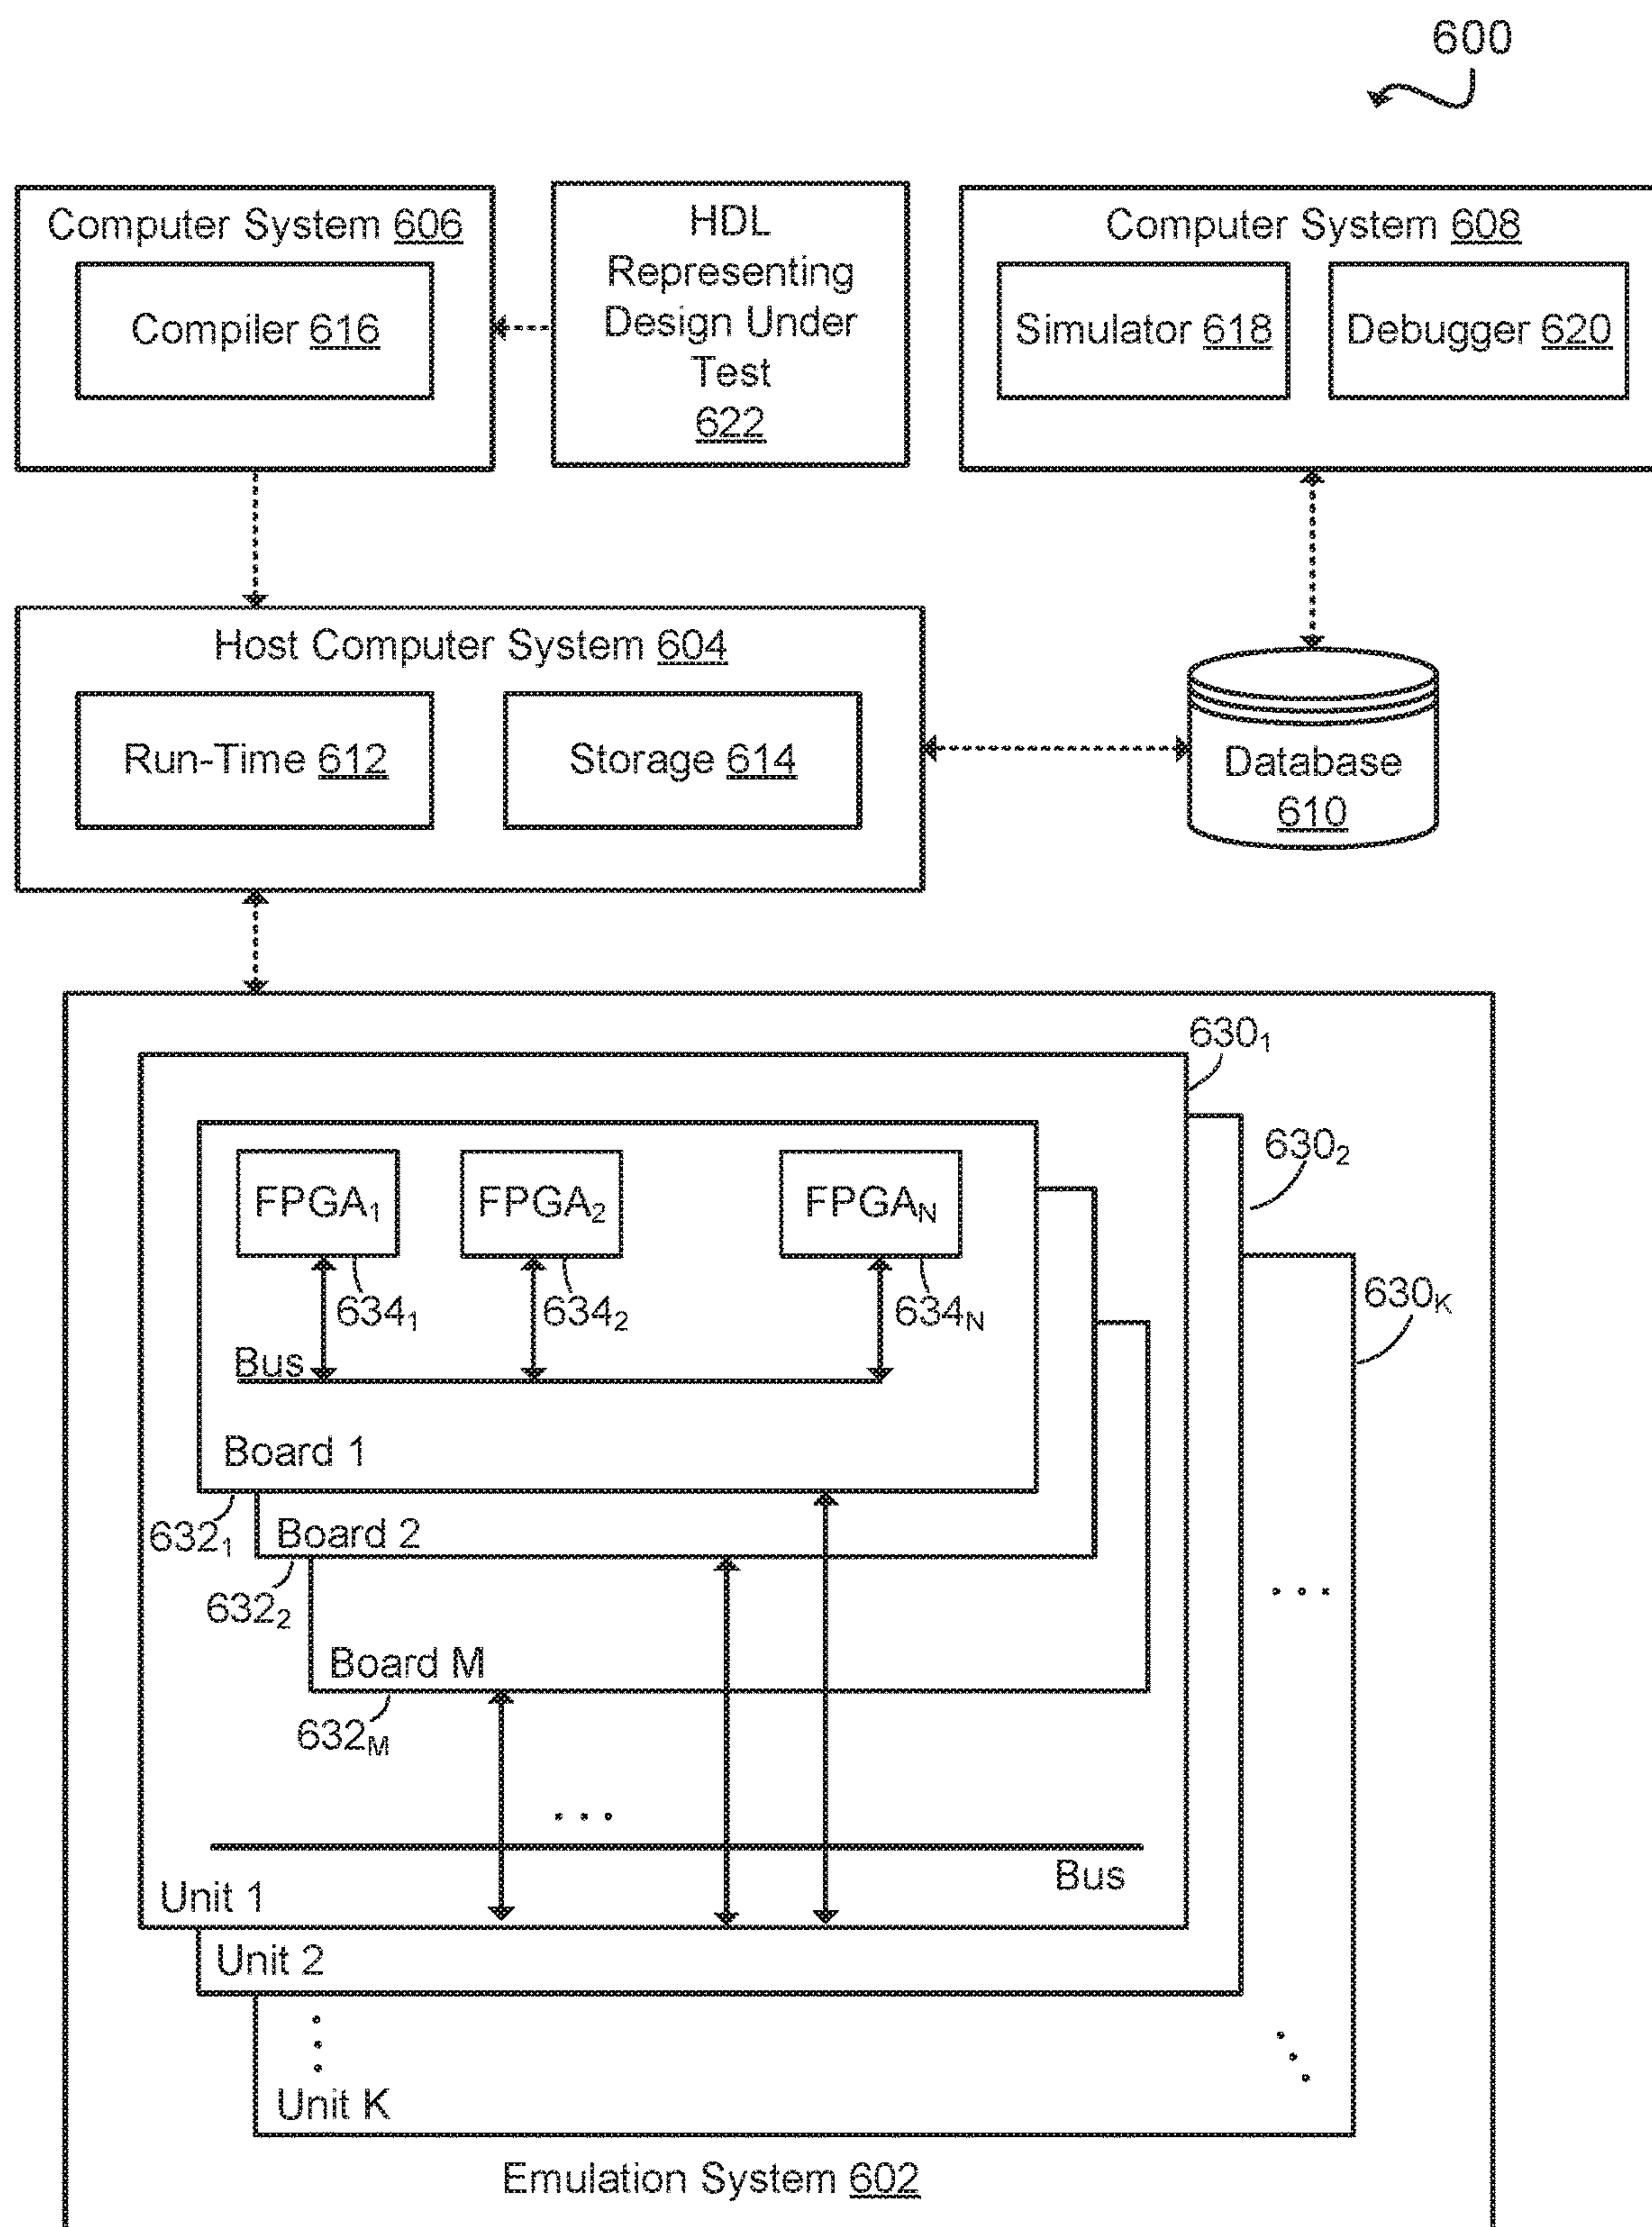 600
Computer System 606
Compiler 616
HDL
Representing
Design Under
Test
622
Computer System 608
Simulator 618
Debugger 620
Host Computer System 604
Run-Time 612
Storage 614
Database
610
630₁
630₂
630K
FPGA₁
FPGA₂
FPGAN
634₁
634₂
634N
Bus
Board 1
632₁
Board 2
632₂
Board M
632M
. . .
. . .
Bus
Unit 1
Unit 2
Unit K
Emulation System 602